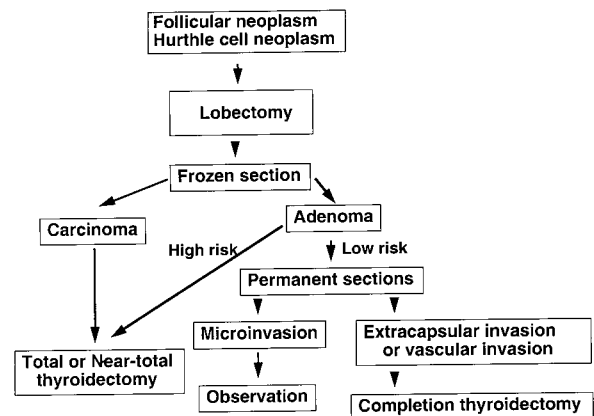 Follicular neoplasm
Hurthle cell neoplasm
Lobectomy
Frozen section
Carcinoma
Adenoma
High risk
Low risk
Permanent sections
Microinvasion
Extracapsular invasion
or vascular invasion
Total or Near-total
thyroidectomy
Observation
Completion thyroidectomy